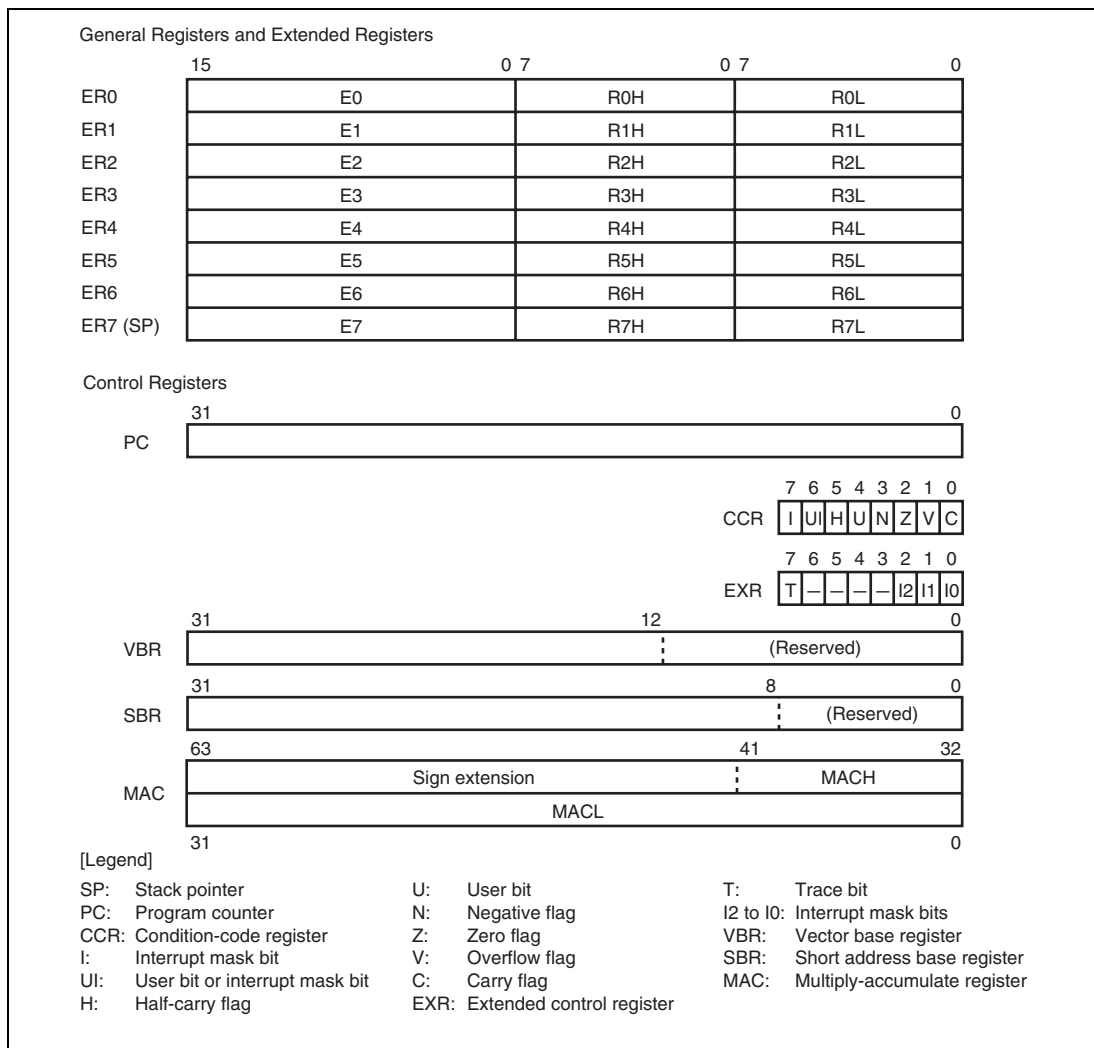 General Registers and Extended Registers
15 0 7 0 7 0
ER0 E0 R0H R0L
ER1 E1 R1H R1L
ER2 E2 R2H R2L
ER3 E3 R3H R3L
ER4 E4 R4H R4L
ER5 E5 R5H R5L
ER6 E6 R6H R6L
ER7 (SP) E7 R7H R7L
Control Registers
31 0
PC
7 6 5 4 3 2 1 0
CCR I UI H U N Z V C
7 6 5 4 3 2 1 0
EXR T — — — — I2 I1 I0
31 12 0
VBR (Reserved)
31 8 0
SBR (Reserved)
63 41 32
Sign extension MACH
MAC
MACL
31 0
[Legend]
SP: Stack pointer U: User bit T: Trace bit
PC: Program counter N: Negative flag I2 to I0: Interrupt mask bits
CCR: Condition-code register Z: Zero flag VBR: Vector base register
I: Interrupt mask bit V: Overflow flag SBR: Short address base register
UI: User bit or interrupt mask bit C: Carry flag MAC: Multiply-accumulate register
H: Half-carry flag EXR: Extended control register